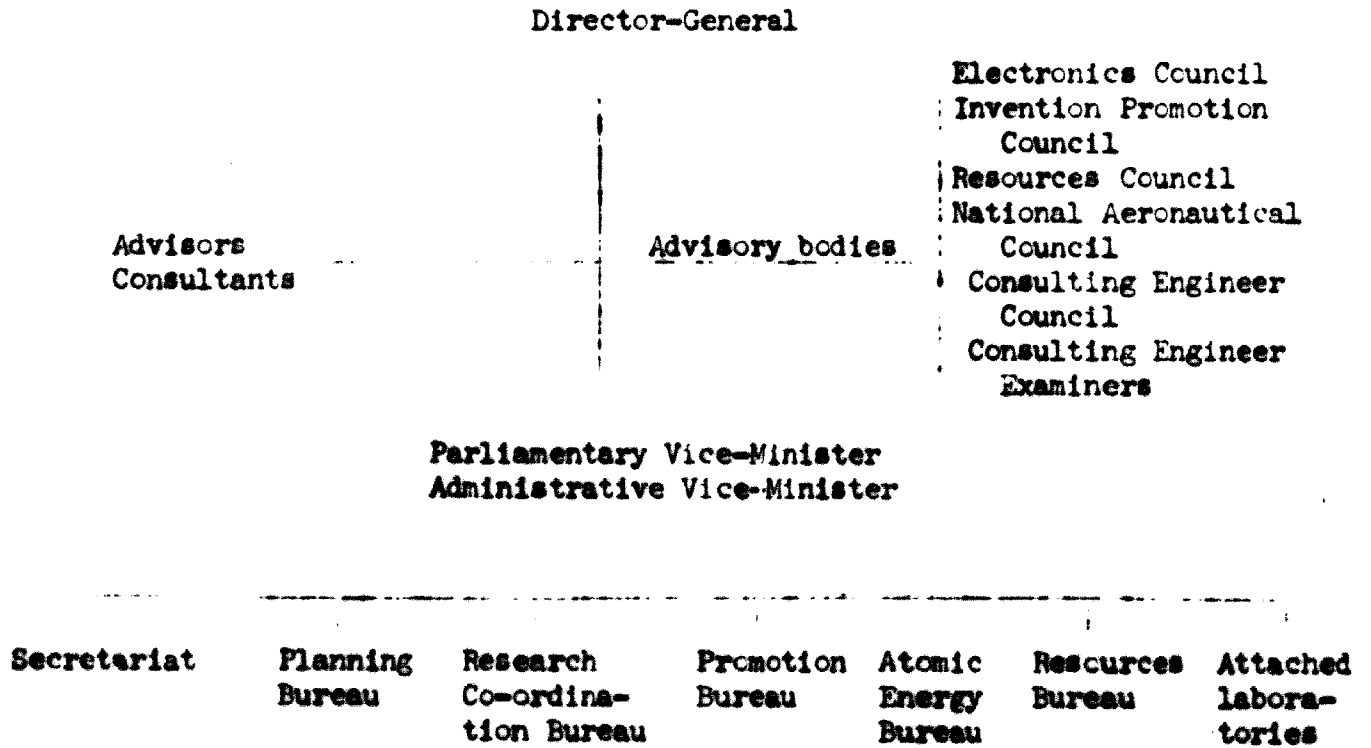 Director-General
Electronics Council
Invention Promotion
Council
Resources Council
National Aeronautical
Council
Consulting Engineer
Council
Consulting Engineer
Examiners
Advisors
Consultants
Advisory bodies
Parliamentary Vice-Minister
Administrative Vice-Minister
Secretariat
Planning
Bureau
Research
Co-ordina-
tion Bureau
Promotion
Bureau
Atomic
Energy
Bureau
Resources
Bureau
Attached
labora-
tories